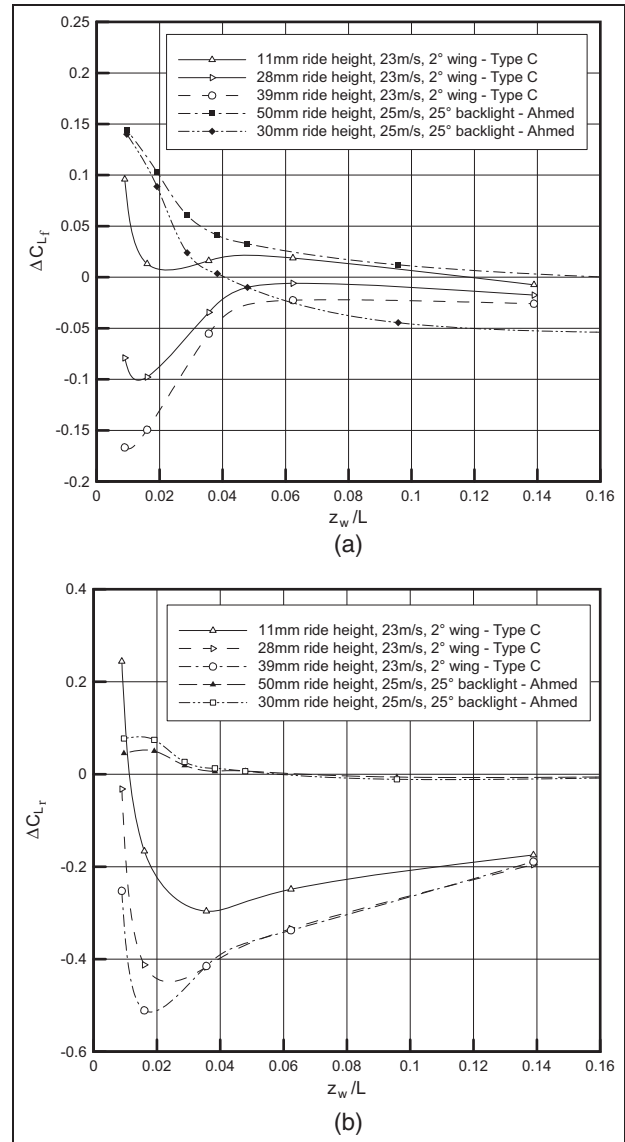 0.25
0.2
0.15
0.1
0.05
0
-0.05
-0.1
-0.15
-0.2
ΔC_Lf
11mm ride height, 23m/s, 2° wing - Type C
28mm ride height, 23m/s, 2° wing - Type C
39mm ride height, 23m/s, 2° wing - Type C
50mm ride height, 25m/s, 25° backlight - Ahmed
30mm ride height, 25m/s, 25° backlight - Ahmed
0 0.02 0.04 0.06 0.08 0.1 0.12 0.14 0.16
z_w/L
(a)
0.4
0.2
0
-0.2
-0.4
-0.6
ΔC_Lr
11mm ride height, 23m/s, 2° wing - Type C
28mm ride height, 23m/s, 2° wing - Type C
39mm ride height, 23m/s, 2° wing - Type C
50mm ride height, 25m/s, 25° backlight - Ahmed
30mm ride height, 25m/s, 25° backlight - Ahmed
0 0.02 0.04 0.06 0.08 0.1 0.12 0.14 0.16
z_w/L
(b)